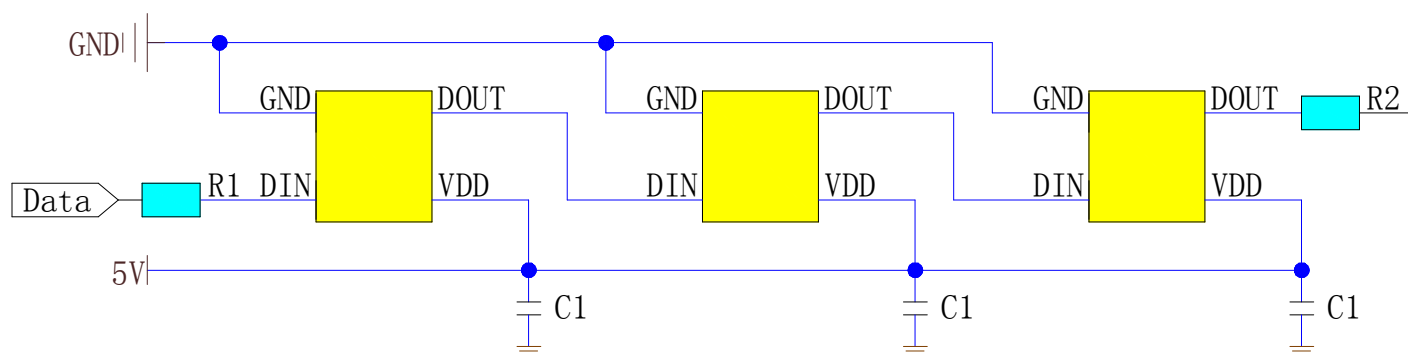 GND
GND DOUT GND DOUT GND DOUT R2
Data R1 DIN VDD DIN VDD DIN VDD
5V
C1 C1 C1